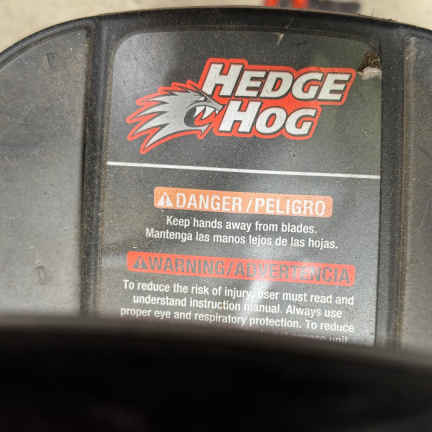 HEDGE
HOG
DANGER/PELIGRO
Keep hands away from blades.
Mantenga las manos lejos de las hojas.
WARNING/ADVERTENCIA
To reduce the risk of injury, user must read and
understand instruction manual. Always use
proper eye and respiratory protection. To reduce
unit